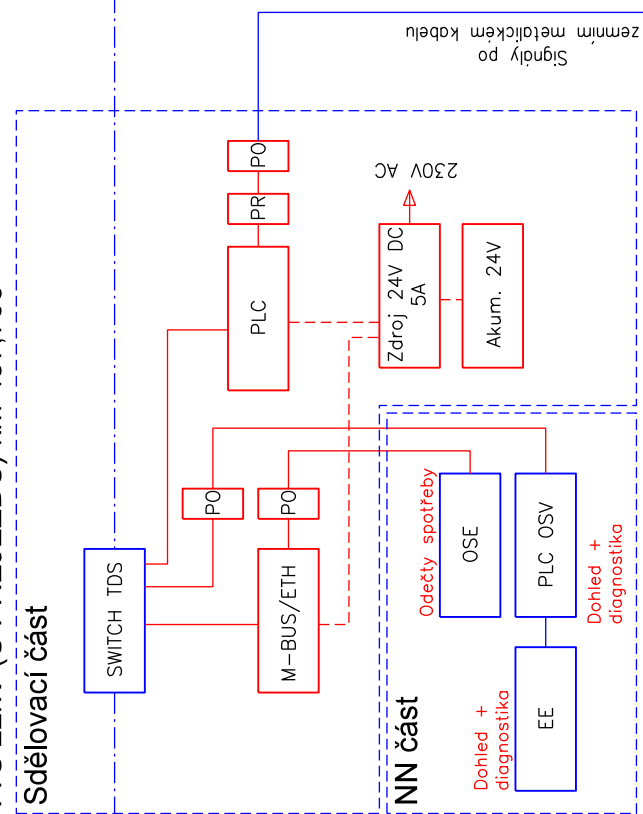 Sdělovací část
SWITCH TDS
PLC
PR
PO
PO
PO
M-BUS/ETH
Zdroj 24V DC
5A
230V AC
Akum. 24V
Signály po
zemním metalickém kabelu
NN část
Odečty spotřeby
OSE
PLC OSV
Dohled +
diagnostika
EE
Dohled +
diagnostika